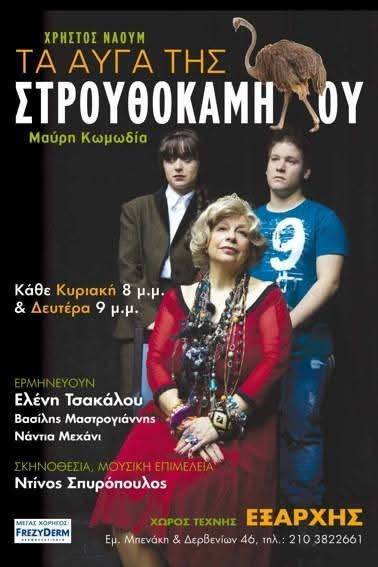 ΧΡΗΣΤΟΣ ΝΑΟΥΜ
ΤΑ ΑΥΓΑ ΤΗΣ
ΣΤΡΟΥΘΟΚΑΜΗΛΟΥ
Μαύρη Κωμωδία
9
Κάθε Κυριακή 8 μ.μ.
& Δευτέρα 9 μ.μ.
ΕΡΜΗΝΕΥΟΥΝ
Ελένη Τσακάλου
Βασίλης Μαστρογιάννης
Νάντια Μεχάνι
ΣΚΗΝΟΘΕΣΙΑ, ΜΟΥΣΙΚΗ ΕΠΙΜΕΛΕΙΑ
Ντίνος Σπυρόπουλος
ΜΕΓΑΣ ΧΟΡΗΓΟΣ:
FREZYDERM
ΧΩΡΟΣ ΤΕΧΝΗΣ ΕΞΑΡΧΗΣ
Εμ. Μπενάκη & Δερβενίων 46, τηλ.: 210 3822661